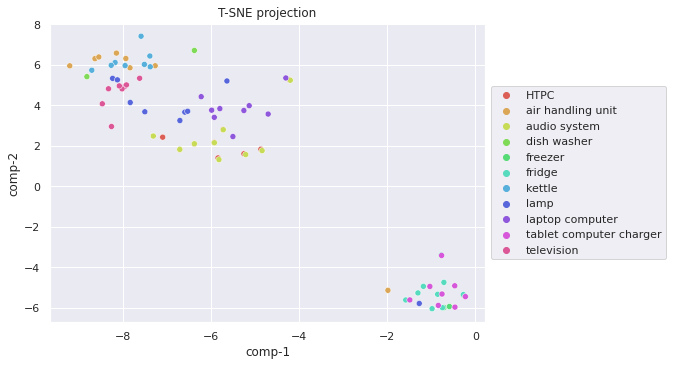 T-SNE projection
8
6
4
2
0
−2
−4
−6
comp-2
−8
−6
−4
−2
0
comp-1
HTPC
air handling unit
audio system
dish washer
freezer
fridge
kettle
lamp
laptop computer
tablet computer charger
television